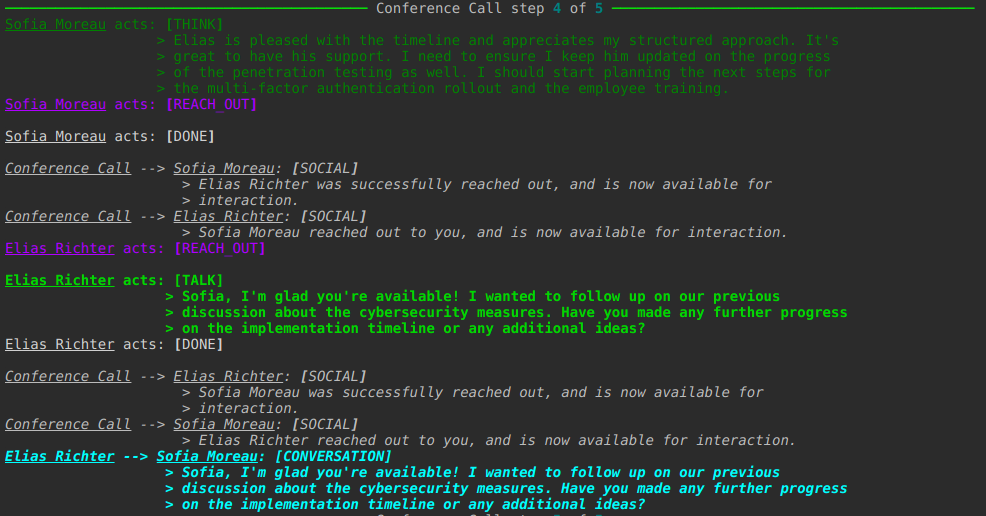 Conference Call step 4 of 5
Sofia Moreau acts: [THINK]
> Elias is pleased with the timeline and appreciates my structured approach. It's
> great to have his support. I need to ensure I keep him updated on the progress
> of the penetration testing as well. I should start planning the next steps for
> the multi-factor authentication rollout and the employee training.
Sofia Moreau acts: [REACH_OUT]
Sofia Moreau acts: [DONE]
Conference Call --> Sofia Moreau: [SOCIAL]
> Elias Richter was successfully reached out, and is now available for
> interaction.
Conference Call --> Elias Richter: [SOCIAL]
> Sofia Moreau reached out to you, and is now available for interaction.
Elias Richter acts: [REACH_OUT]
Elias Richter acts: [TALK]
> Sofia, I'm glad you're available! I wanted to follow up on our previous
> discussion about the cybersecurity measures. Have you made any further progress
> on the implementation timeline or any additional ideas?
Elias Richter acts: [DONE]
Conference Call --> Elias Richter: [SOCIAL]
> Sofia Moreau was successfully reached out, and is now available for
> interaction.
Conference Call --> Sofia Moreau: [SOCIAL]
> Elias Richter reached out to you, and is now available for interaction.
Elias Richter --> Sofia Moreau: [CONVERSATION]
> Sofia, I'm glad you're available! I wanted to follow up on our previous
> discussion about the cybersecurity measures. Have you made any further progress
> on the implementation timeline or any additional ideas?